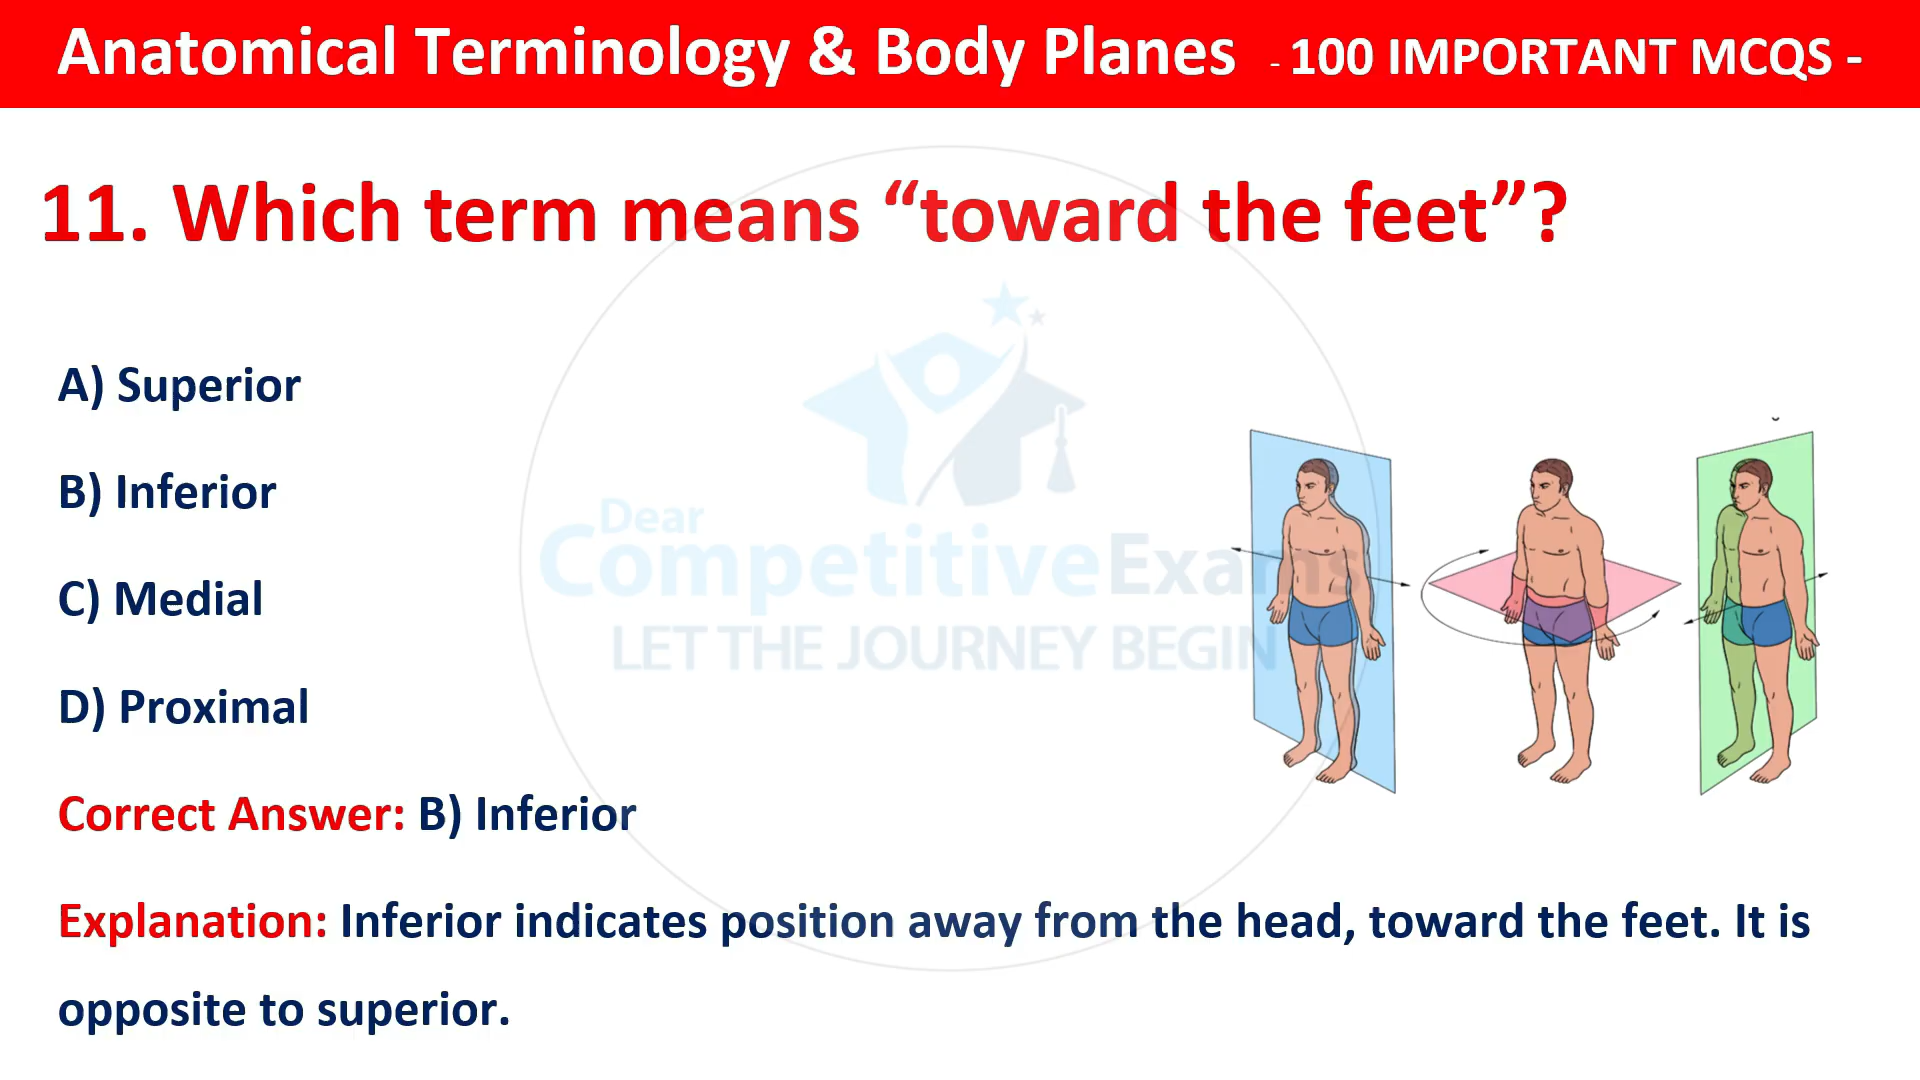 Anatomical Terminology & Body Planes - 100 IMPORTANT MCQS -
11. Which term means “toward the feet”?
A) Superior
B) Inferior
C) Medial
D) Proximal
Correct Answer: B) Inferior
Explanation: Inferior indicates position away from the head, toward the feet. It is
opposite to superior.
Dear
CompetitiveExams
LET THE JOURNEY BEGIN